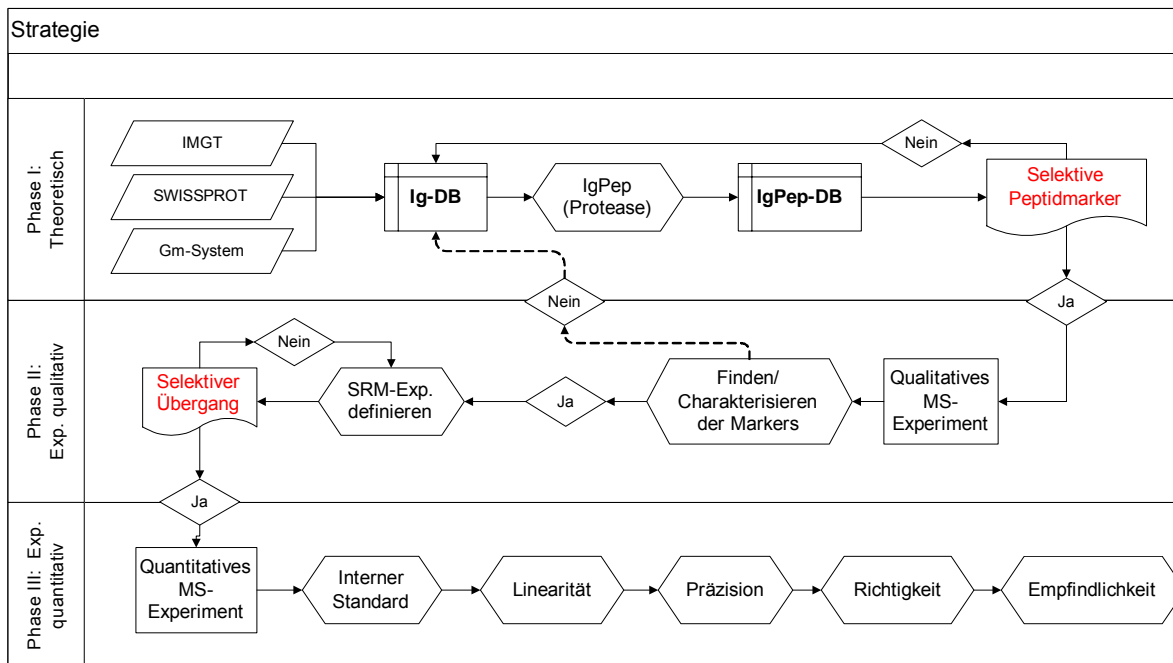 Strategie
Phase I:
Theoretisch
IMGT
SWISSPROT
Gm-System
Ig-DB
IgPep
(Protease)
IgPep-DB
Nein
Selektive
Peptidmarker
Nein
Ja
Phase II:
Exp. qualitativ
Nein
Selektiver
Übergang
SRM-Exp.
definieren
Ja
Finden/
Charakterisieren
der Markers
Qualitatives
MS-
Experiment
Ja
Phase III:  Exp.
quantitativ
Quantitatives
MS-
Experiment
Interner
Standard
Linearität
Präzision
Richtigkeit
Empfindlichkeit